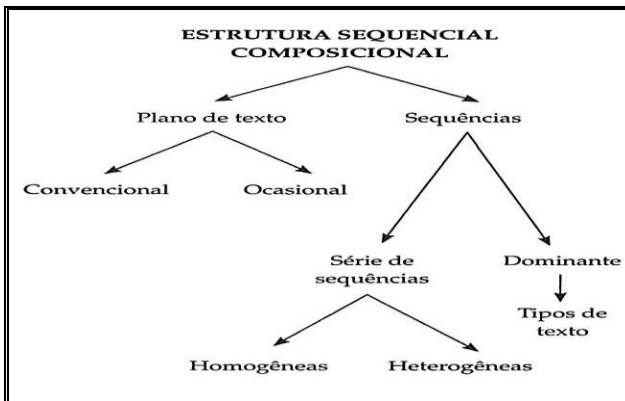 ESTRUTURA SEQUENCIAL
COMPOSICIONAL
Plano de texto
Sequências
Convencional
Ocasional
Série de
sequências
Dominante
Tipos de
texto
Homogêneas
Heterogêneas